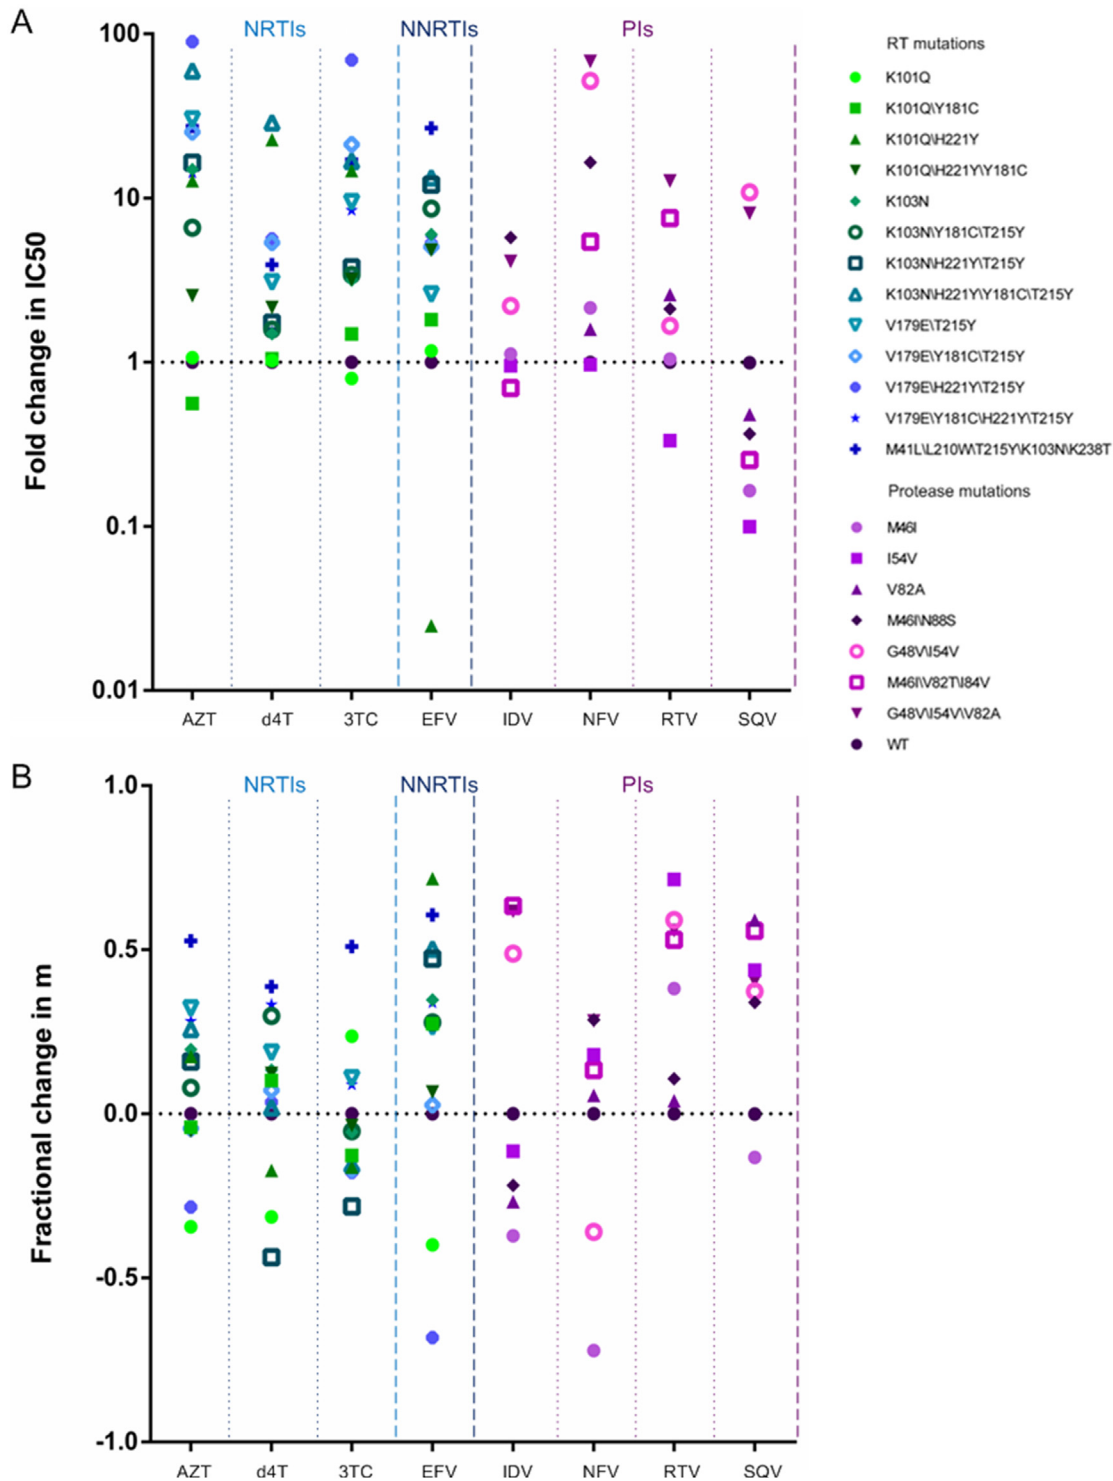 A
NRTIs
NNRTIs
PIs
Fold change in IC50
100
10
1
0.1
0.01
AZT
d4T
3TC
EFV
IDV
NFV
RTV
SQV
RT mutations
K101Q
K101Q\Y181C
K101Q\H221Y
K101Q\H221Y\Y181C
K103N
K103N\Y181C\T215Y
K103N\H221Y\T215Y
K103N\H221Y\Y181C\T215Y
V179E\T215Y
V179E\Y181C\T215Y
V179E\H221Y\T215Y
V179E\Y181C\H221Y\T215Y
M41L\L210W\T215Y\K103N\K238T
Protease mutations
M46I
I54V
V82A
M46I\N88S
G48V\I54V
M46I\V82T\I84V
G48V\I54V\V82A
WT
B
NRTIs
NNRTIs
PIs
Fractional change in m
1.0
0.5
0.0
-0.5
-1.0
AZT
d4T
3TC
EFV
IDV
NFV
RTV
SQV